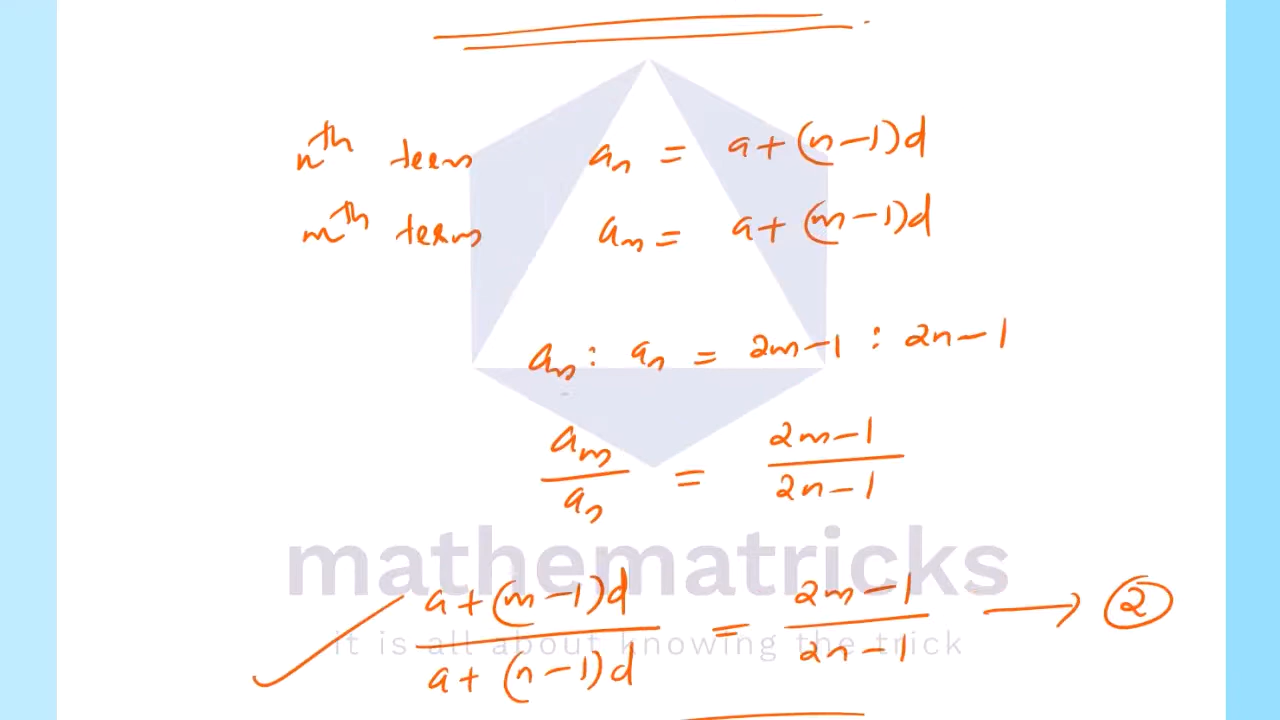 nth term aₙ = a+(n-1)d
mth term aₘ = a+(m-1)d
aₘ : aₙ = 2m-1 : 2n-1
aₘ/aₙ = 2m-1/2n-1
mathematricks
a+(m-1)d/a+(n-1)d = 2m-1/2n-1 → ②
it is all about knowing the trick